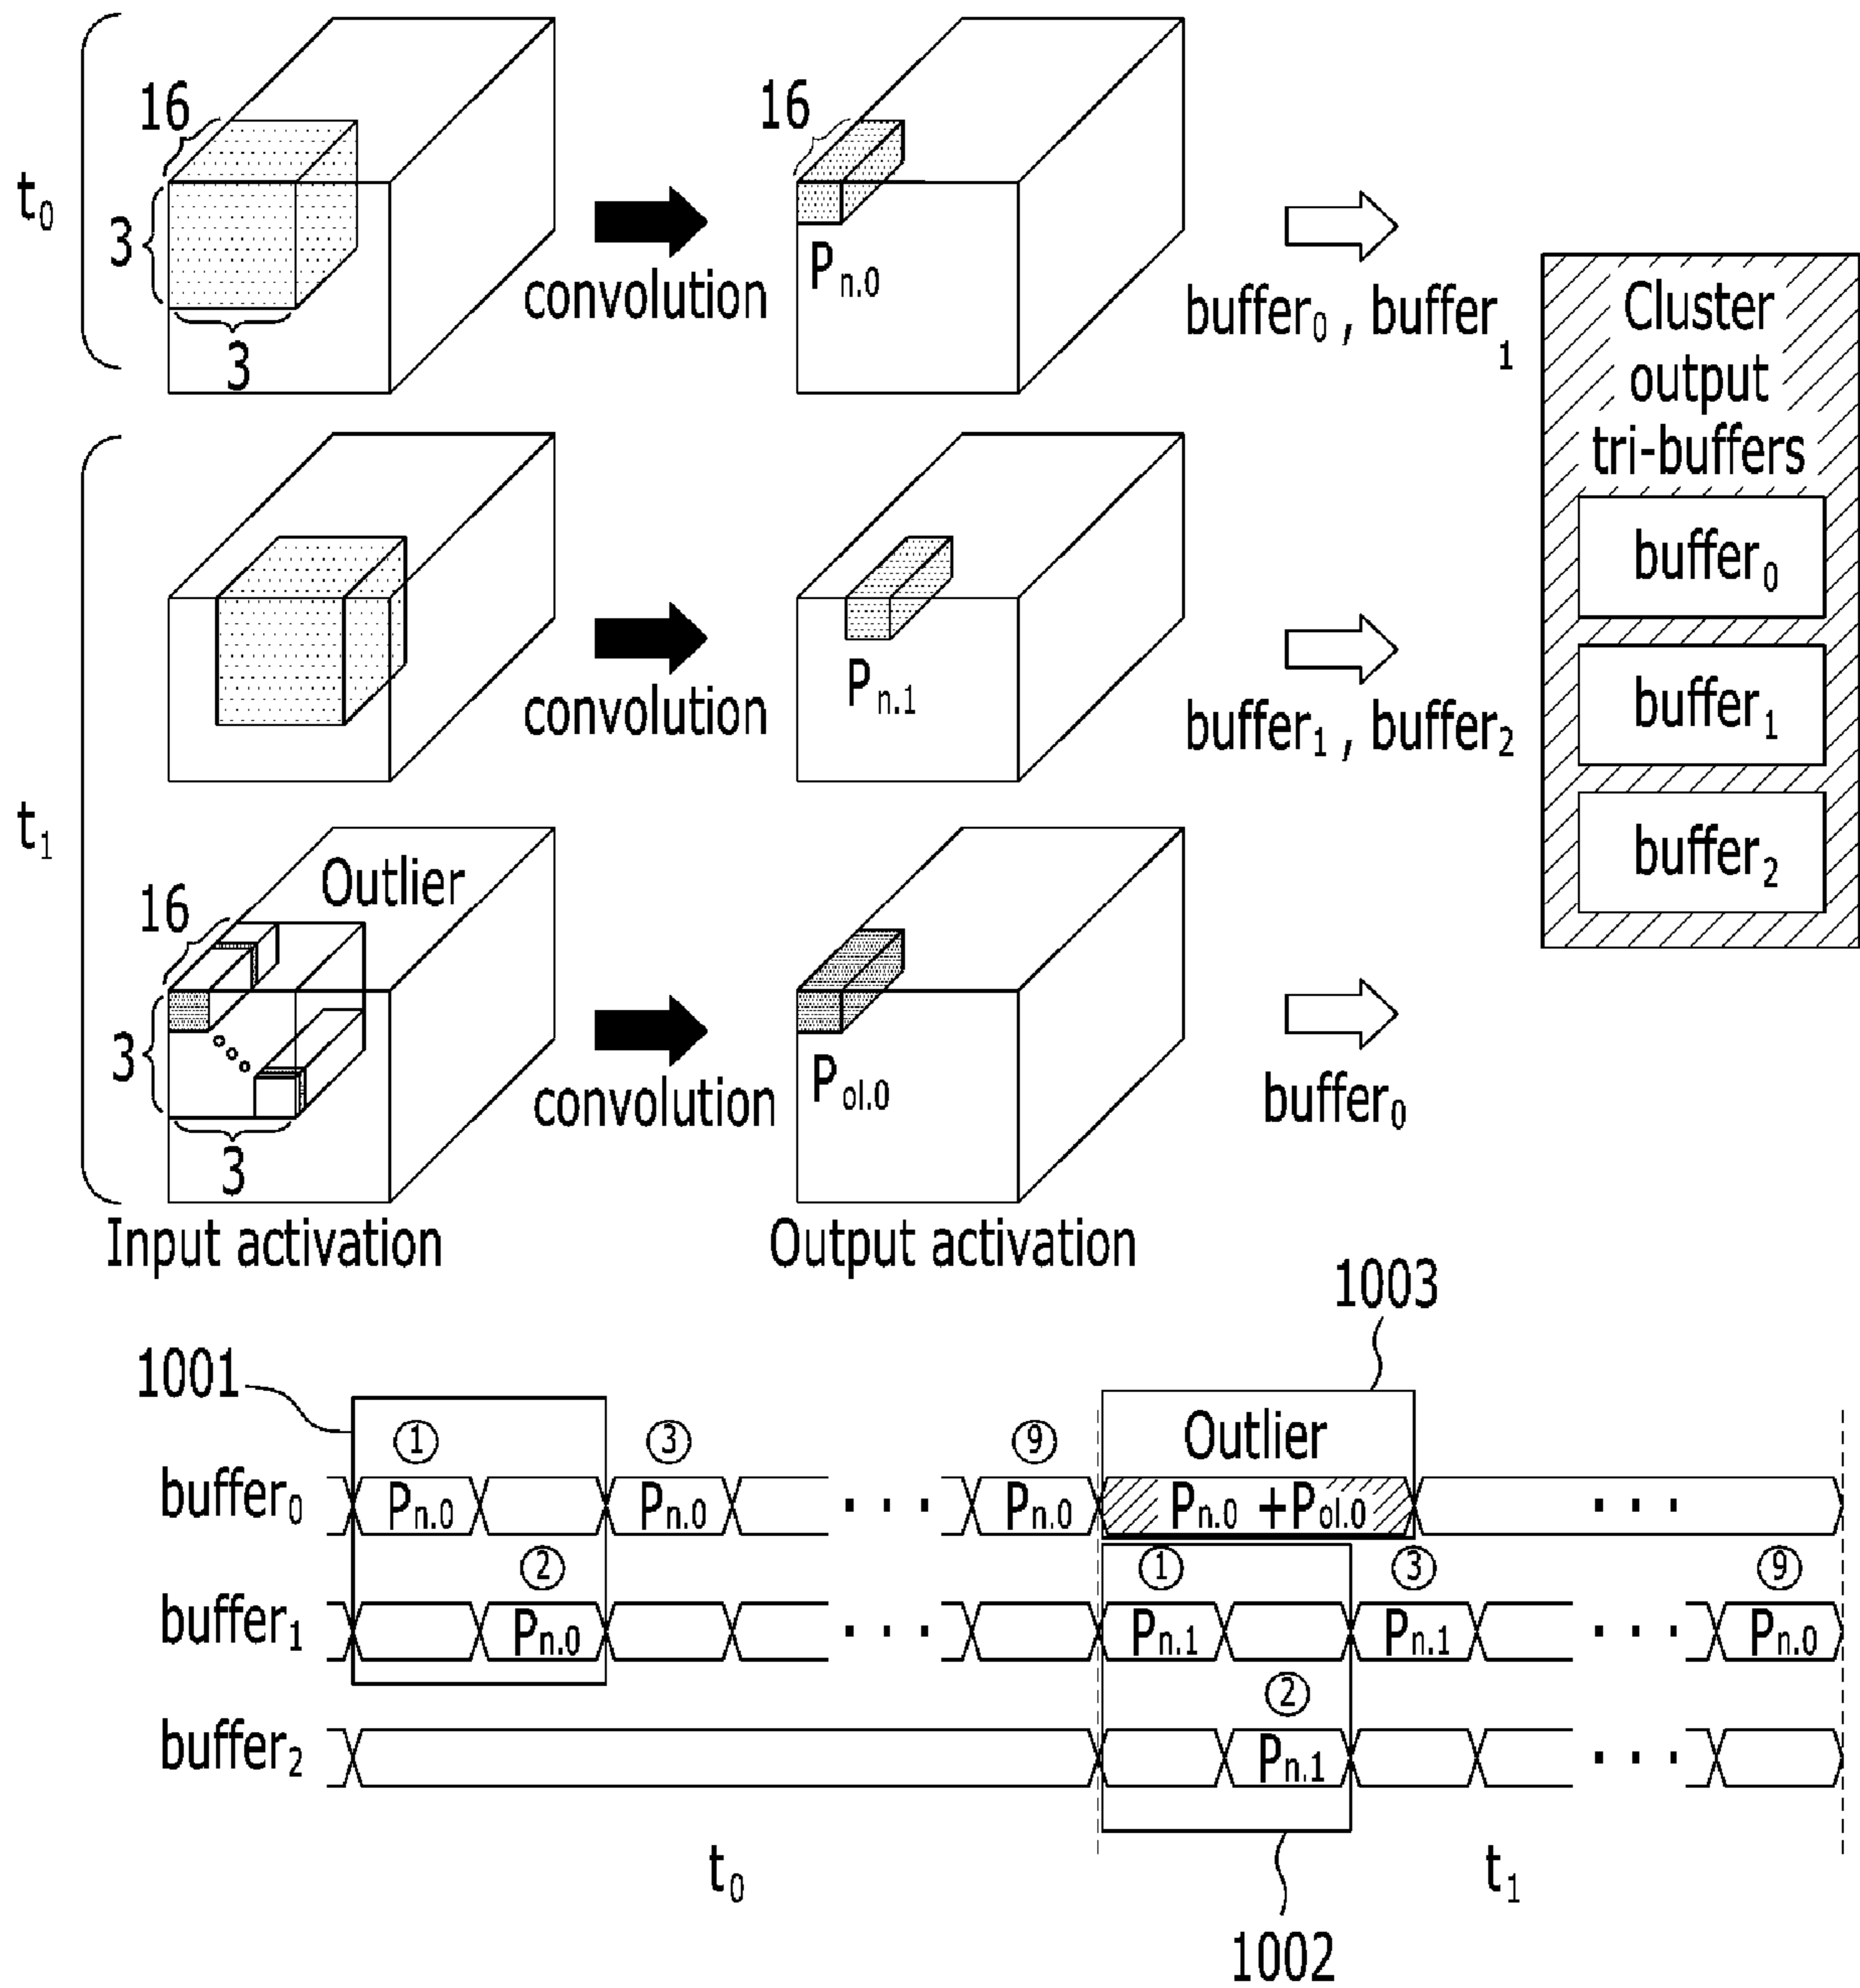 t0
16
3
3
convolution
16
Pn.0
buffer0 , buffer1
Cluster
output
tri-buffers
buffer0
buffer1
buffer2
t1
convolution
Pn.1
buffer1 , buffer2
Outlier
16
3
3
convolution
Pol.0
buffer0
Input activation
Output activation
1001
1003
① ③ ⑨ Outlier
buffer0 Pn.0 Pn.0 · · · Pn.0 Pn.0 +Pol.0 · · ·
② ① ③ ⑨
buffer1 Pn.0 · · · Pn.1 Pn.1 · · · Pn.0
②
buffer2 Pn.1 · · ·
t0 t1
1002